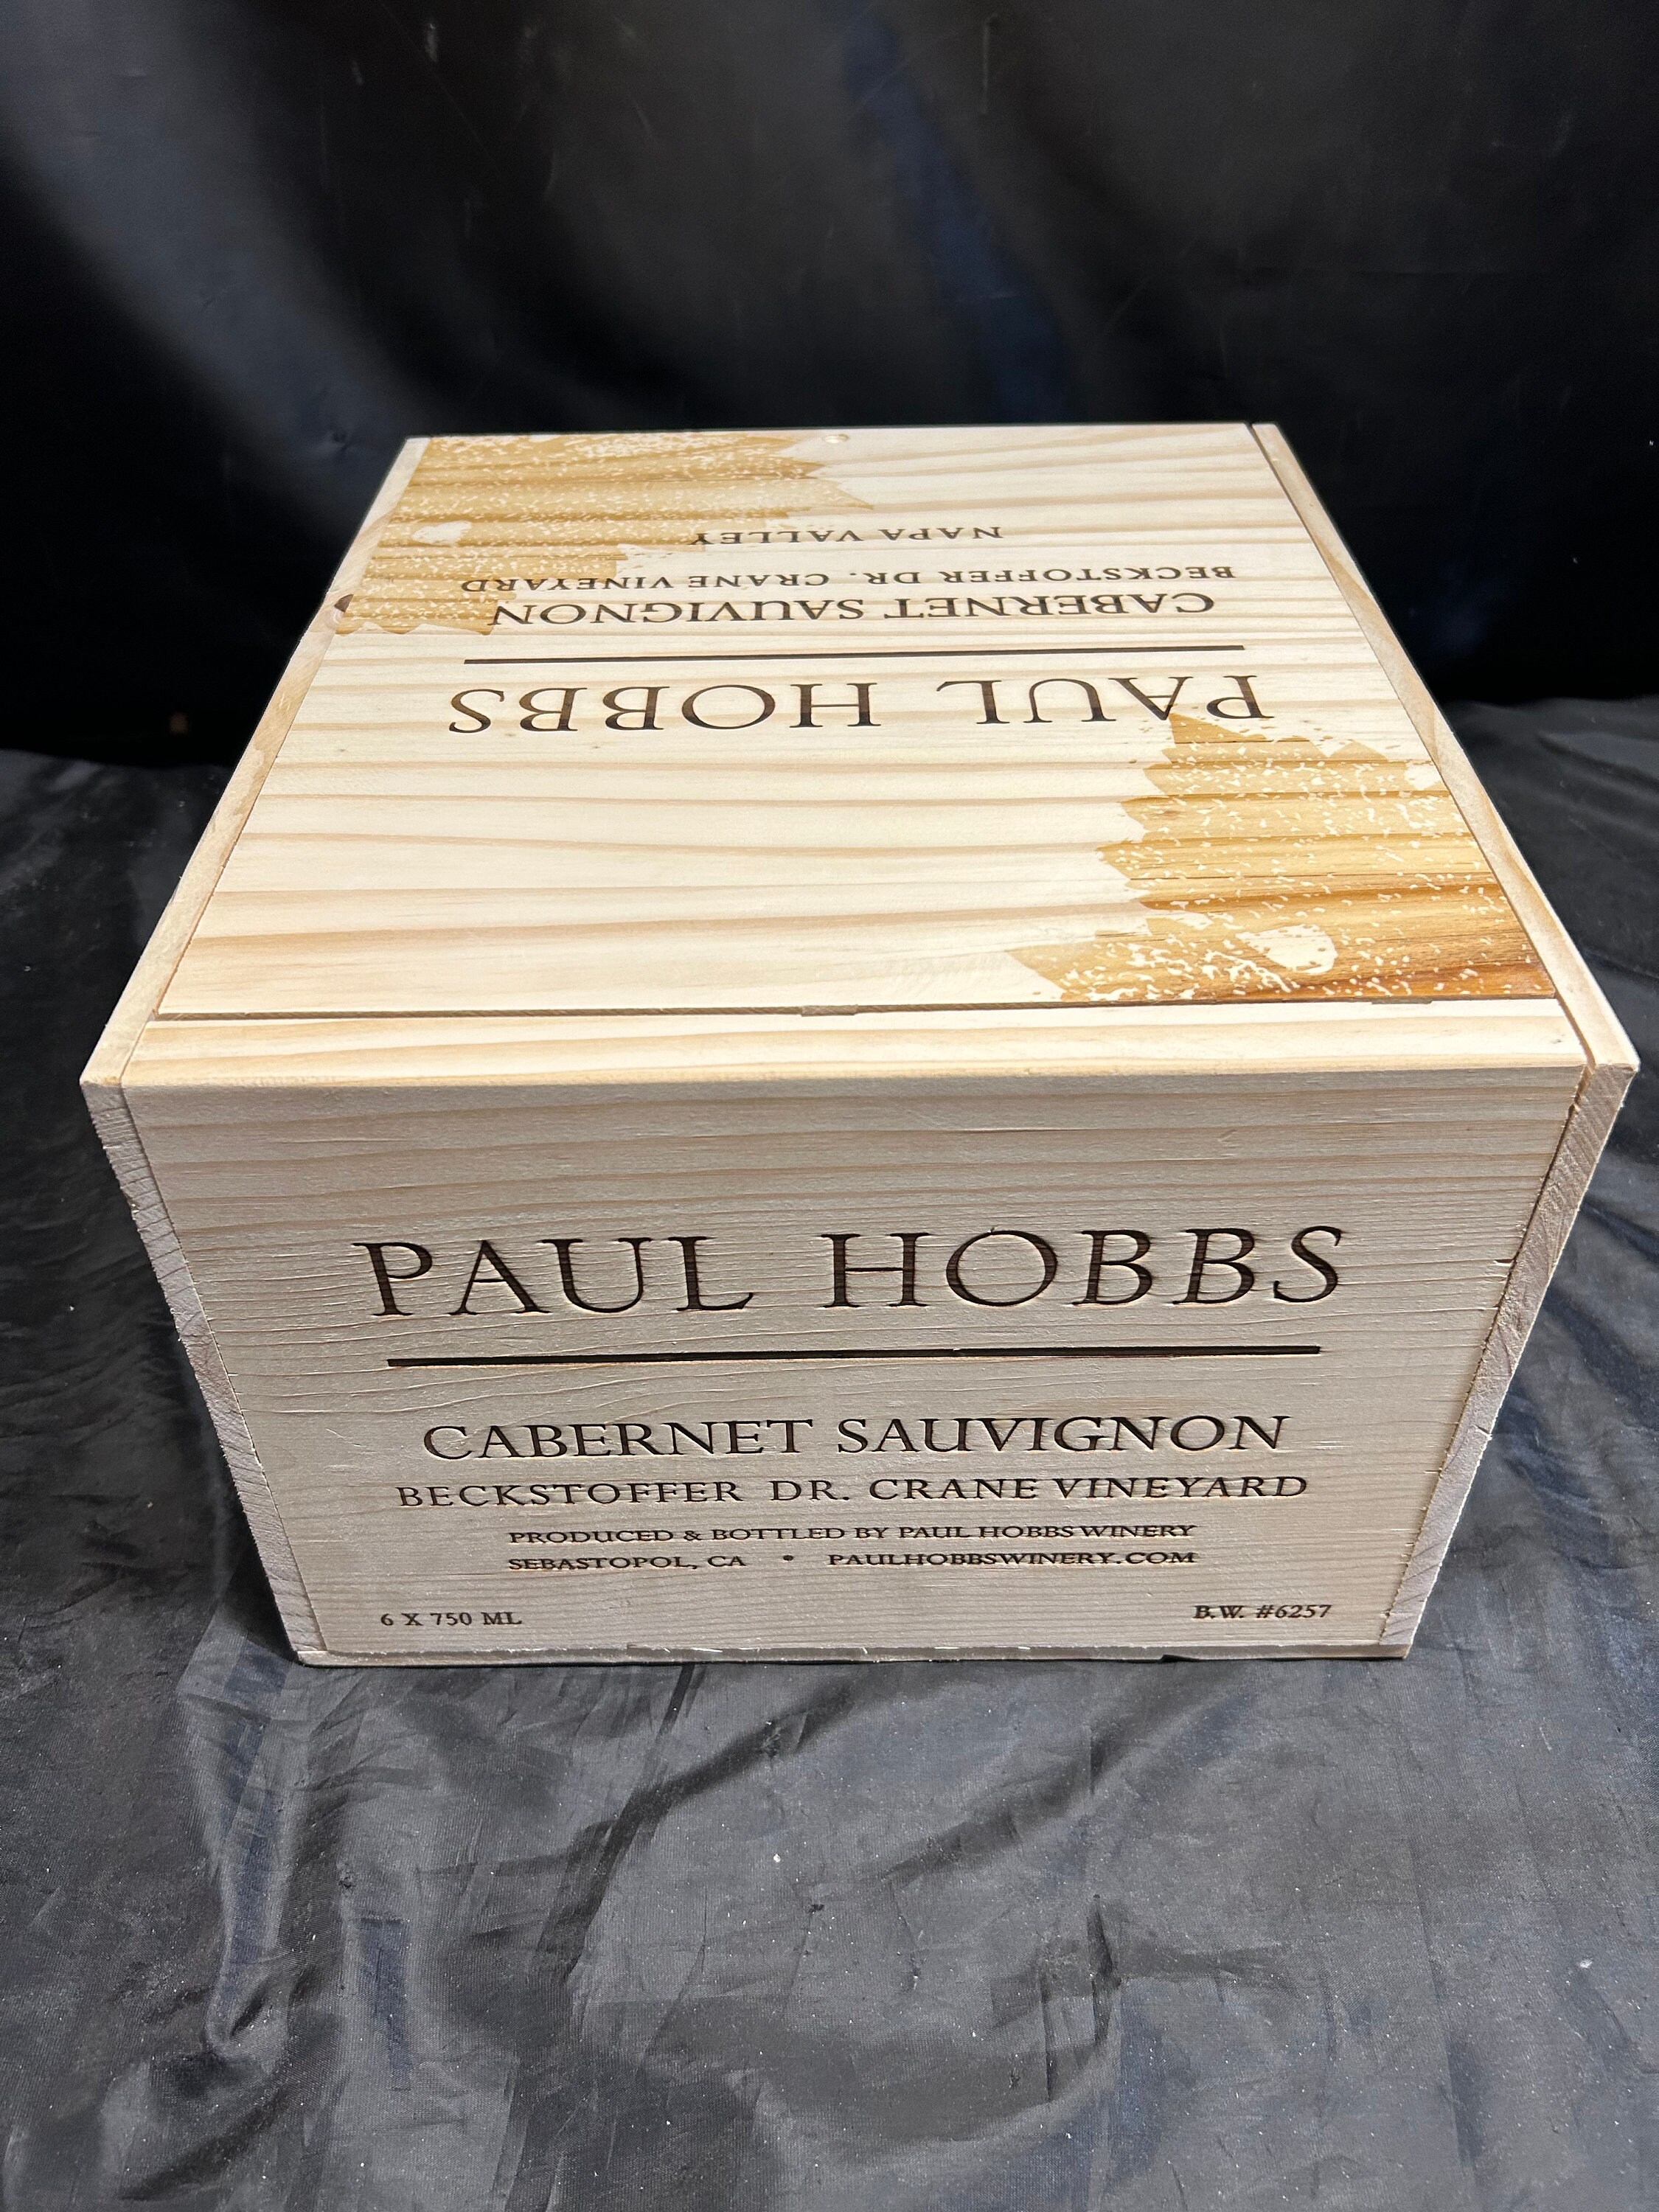 PAUL HOBBS
CABERNET SAUVIGNON
BECKSTOFFER DR. CRANE VINEYARD
NAPA VALLEY
PAUL HOBBS
CABERNET SAUVIGNON
BECKSTOFFER DR. CRANE VINEYARD
PRODUCED & BOTTLED BY PAUL HOBBS WINERY
SEBASTOPOL, CA • PAULHOBBSWINERY.COM
6 X 750 ML B.W. #6257